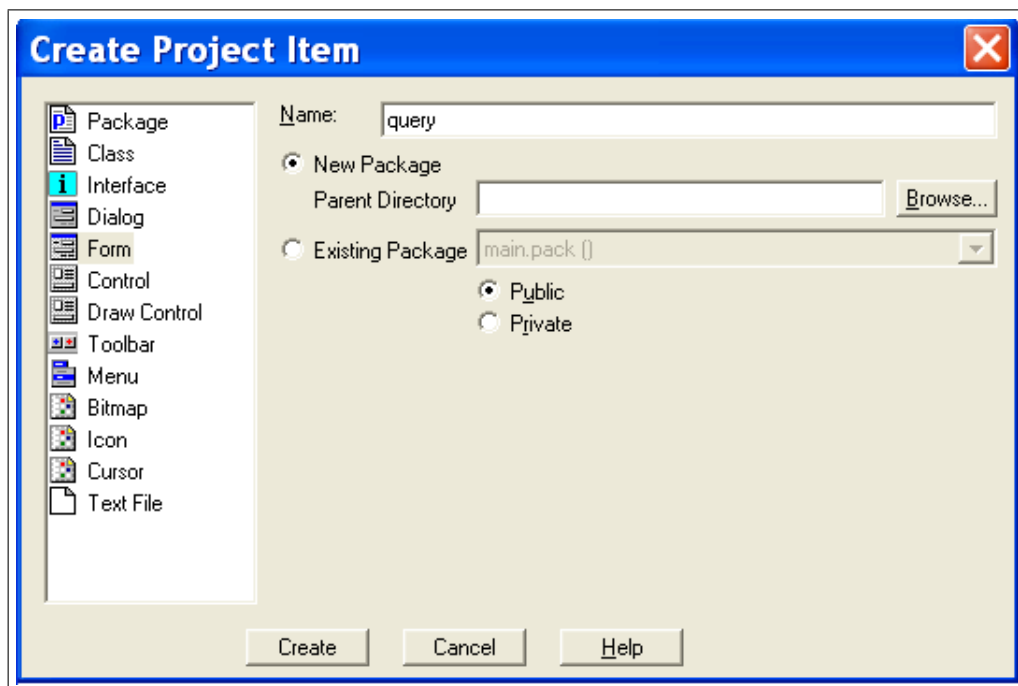 Create Project Item
Package
Class
Interface
Dialog
Form
Control
Draw Control
Toolbar
Menu
Bitmap
Icon
Cursor
Text File
Name: query
New Package
Parent Directory Browse...
Existing Package main.pack ()
Public
Private
Create Cancel Help